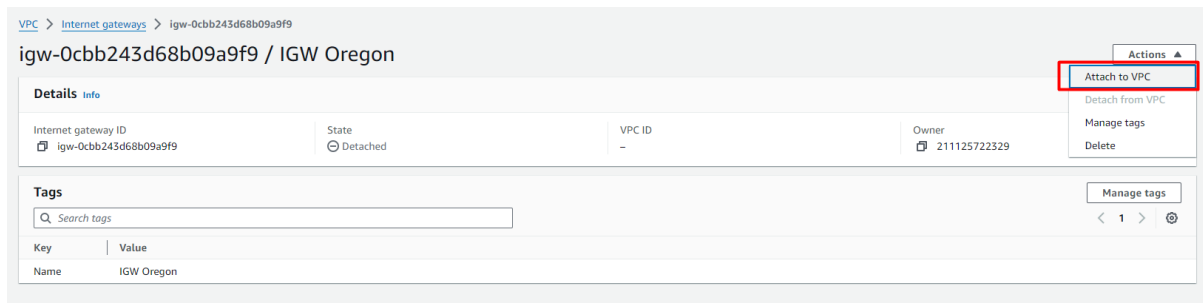 VPC > Internet gateways > igw-0cbb243d68b09a9f9
igw-0cbb243d68b09a9f9 / IGW Oregon
Actions
Attach to VPC
Detach from VPC
Manage tags
Delete
Details Info
Internet gateway ID
igw-0cbb243d68b09a9f9
State
Detached
VPC ID
–
Owner
211125722329
Tags
Manage tags
Search tags
< 1 >
Key Value
Name IGW Oregon